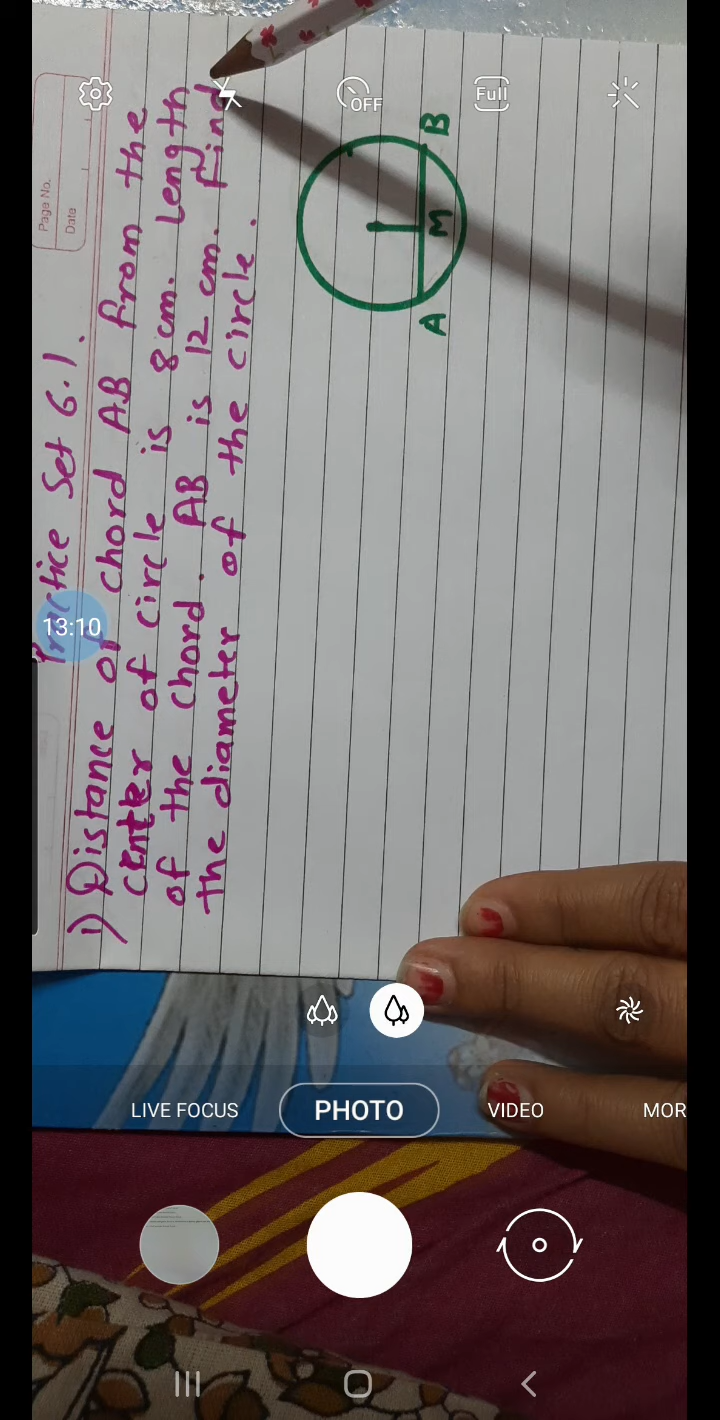 Page No.
Date
Practice Set 6.1.
1) Distance of chord AB from the
center of circle is 8 cm. Length
of the chord. AB is 12 cm. Find
the diameter of the circle.
A M B
OFF
Full
13:10
LIVE FOCUS
PHOTO
VIDEO
MOR